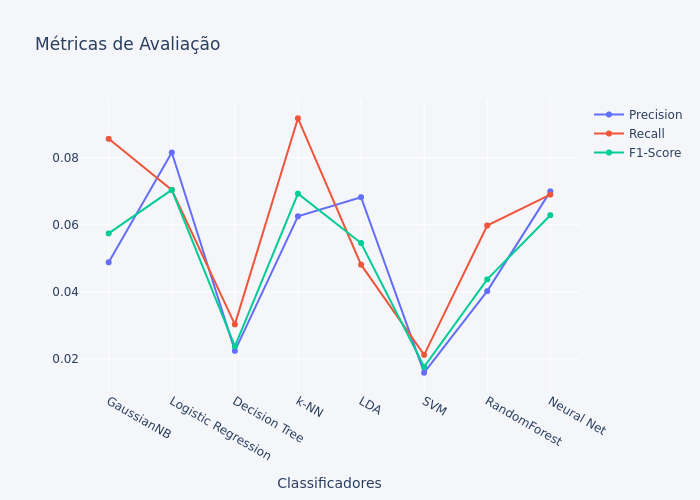 Métricas de Avaliação
Precision
Recall
F1-Score
0.08
0.06
0.04
0.02
GaussianNB
Logistic Regression
Decision Tree
k-NN
LDA
SVM
RandomForest
Neural Net
Classificadores